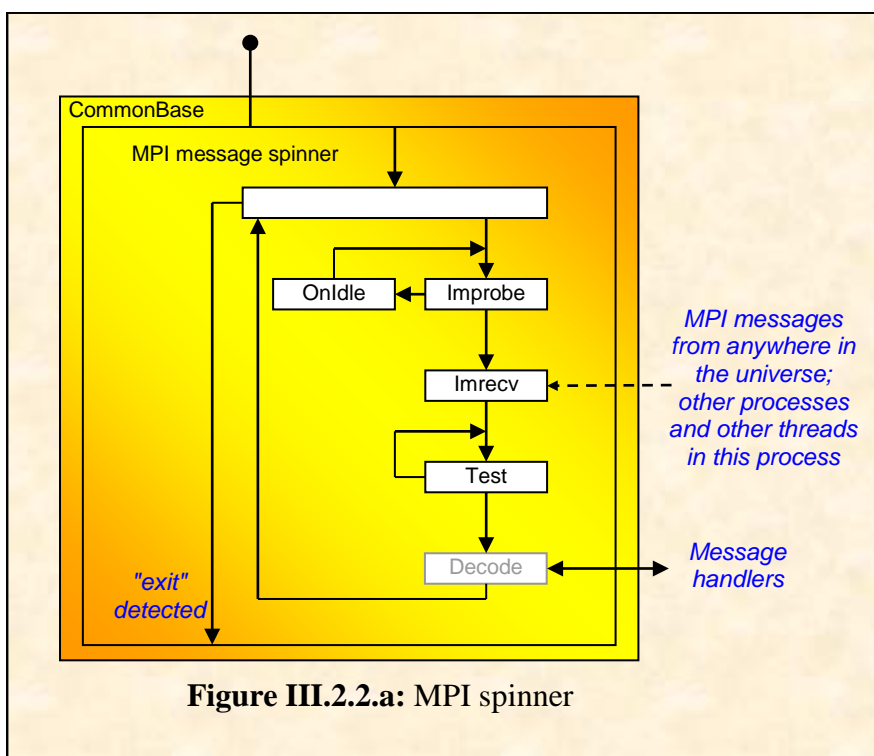 CommonBase
MPI message spinner
OnIdle
Improbe
MPI messages
from anywhere in
the universe;
other processes
and other threads
in this process
Imrecv
Test
Decode
Message
handlers
"exit"
detected
Figure III.2.2.a: MPI spinner